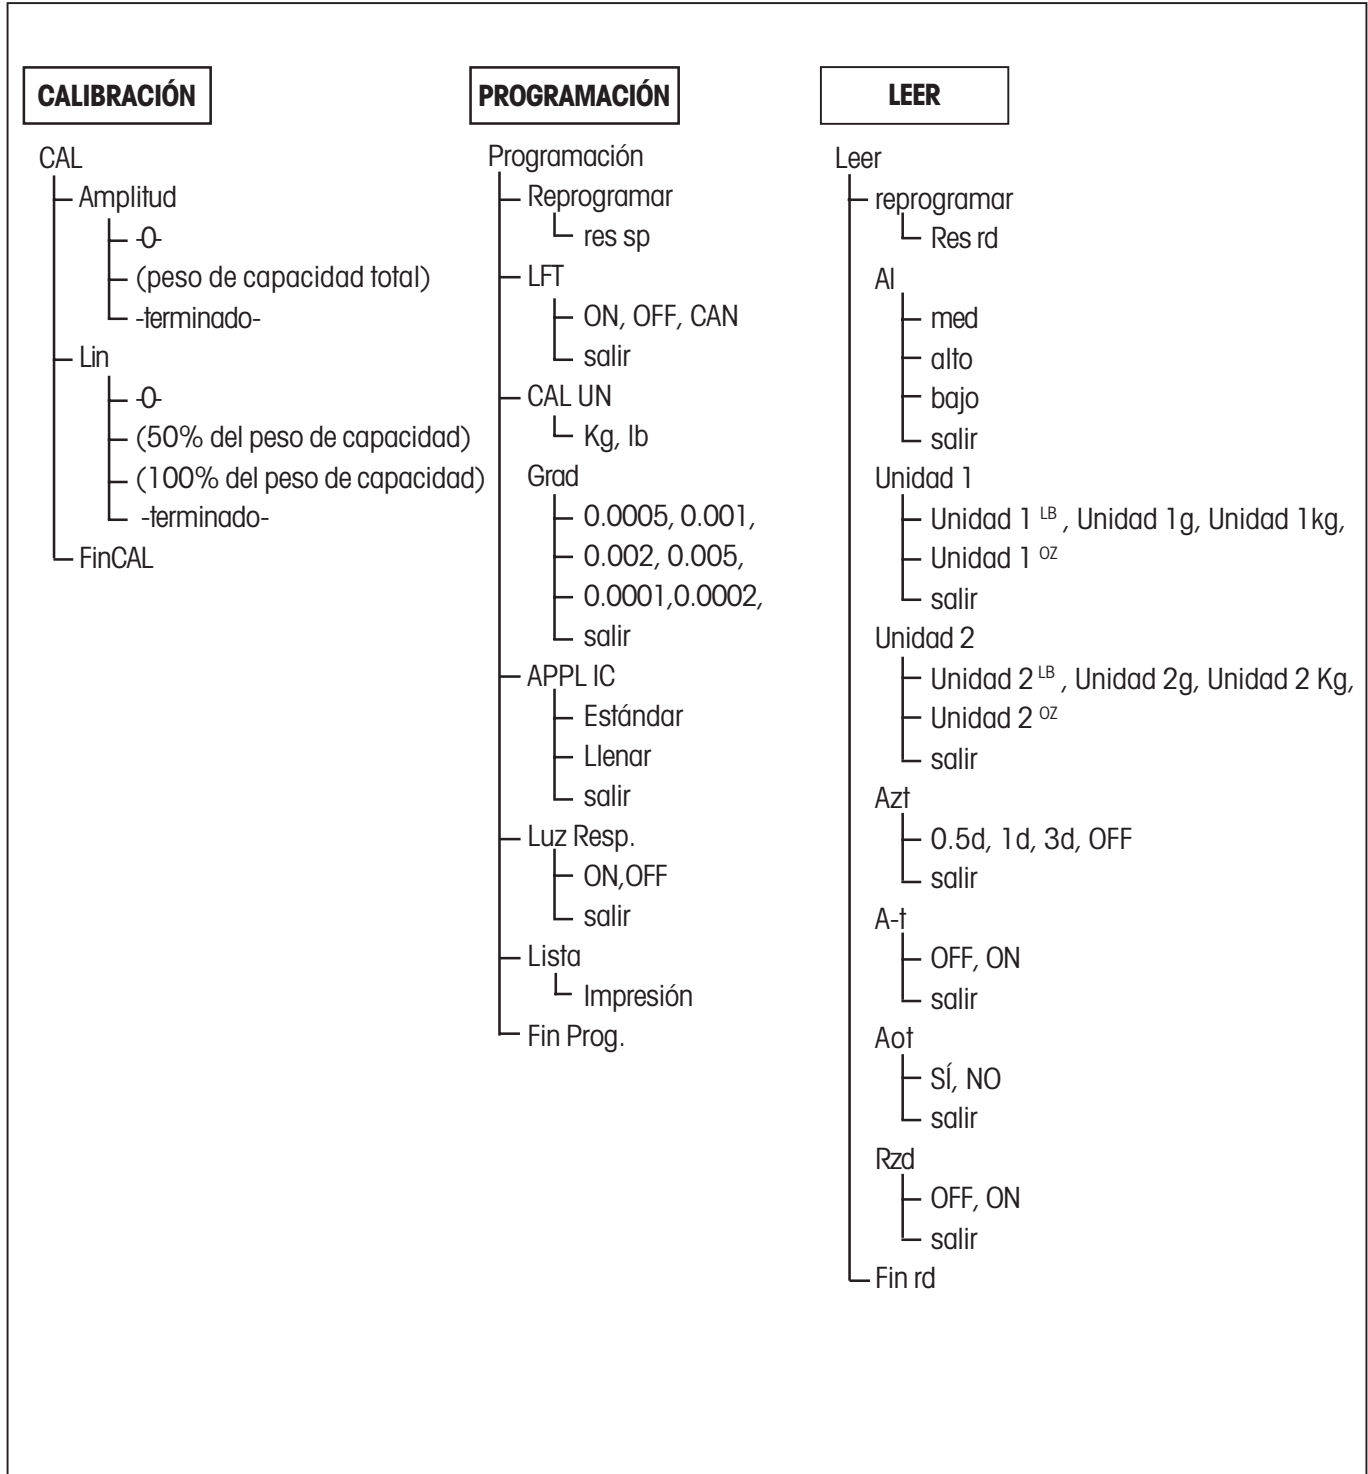 CALIBRACIÓN
CAL
Amplitud
-0-
(peso de capacidad total)
-terminado-
Lin
-0-
(50% del peso de capacidad)
(100% del peso de capacidad)
-terminado-
FinCAL
PROGRAMACIÓN
Programación
Reprogramar
res sp
LFT
ON, OFF, CAN
salir
CAL UN
Kg, lb
Grad
0.0005, 0.001,
0.002, 0.005,
0.0001,0.0002,
salir
APPL IC
Estándar
Llenar
salir
Luz Resp.
ON,OFF
salir
Lista
Impresión
Fin Prog.
LEER
Leer
reprogramar
Res rd
Al
med
alto
bajo
salir
Unidad 1
Unidad 1 LB , Unidad 1g, Unidad 1kg,
Unidad 1 OZ
salir
Unidad 2
Unidad 2 LB , Unidad 2g, Unidad 2 Kg,
Unidad 2 OZ
salir
Azt
0.5d, 1d, 3d, OFF
salir
A-t
OFF, ON
salir
Aot
SÍ, NO
salir
Rzd
OFF, ON
salir
Fin rd